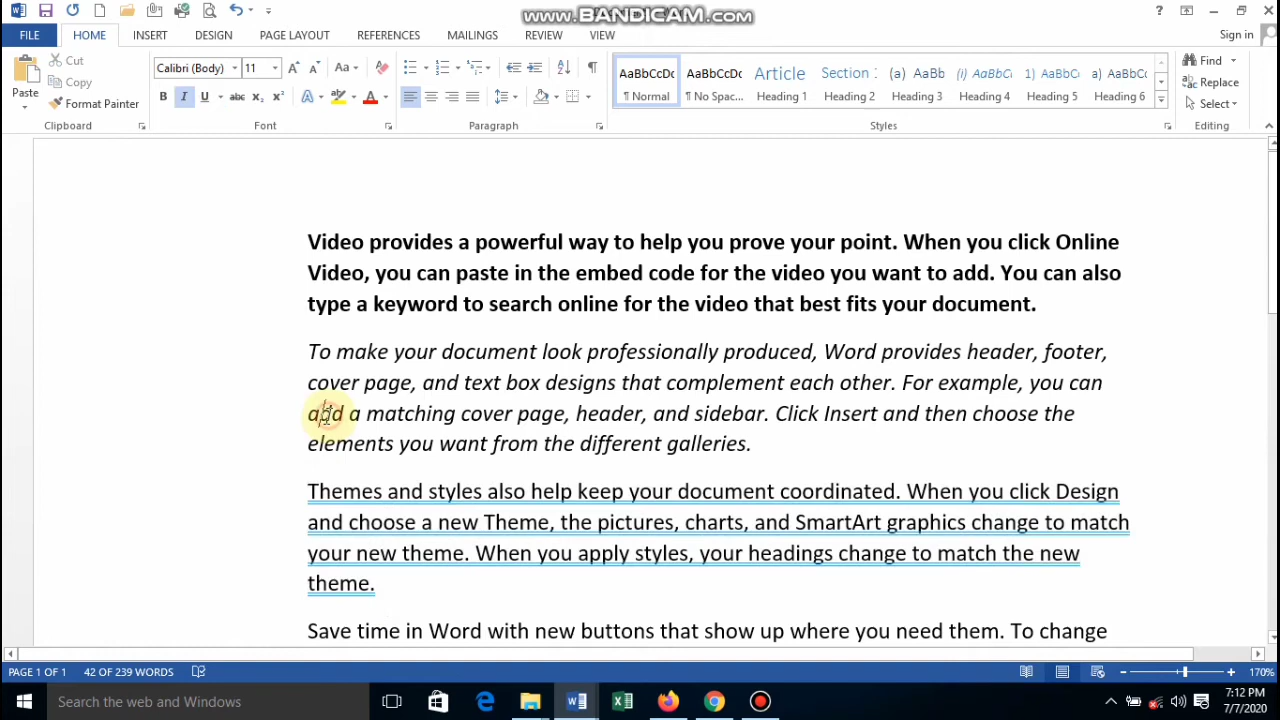 www.BANDICAM.com
Sign in
FILE HOME INSERT DESIGN PAGE LAYOUT REFERENCES MAILINGS REVIEW VIEW
Cut
Copy
Format Painter
Paste
Clipboard
Calibri (Body) 11
Font
Paragraph
AaBbCcDc AaBbCcDc Article Section 1 (a) AaBb (i) AaBbCc 1) AaBbCc a) AaBbCc
¶ Normal ¶ No Spac... Heading 1 Heading 2 Heading 3 Heading 4 Heading 5 Heading 6
Styles
Find
Replace
Select
Editing
Video provides a powerful way to help you prove your point. When you click Online
Video, you can paste in the embed code for the video you want to add. You can also
type a keyword to search online for the video that best fits your document.
To make your document look professionally produced, Word provides header, footer,
cover page, and text box designs that complement each other. For example, you can
add a matching cover page, header, and sidebar. Click Insert and then choose the
elements you want from the different galleries.
Themes and styles also help keep your document coordinated. When you click Design
and choose a new Theme, the pictures, charts, and SmartArt graphics change to match
your new theme. When you apply styles, your headings change to match the new
theme.
Save time in Word with new buttons that show up where you need them. To change
PAGE 1 OF 1 42 OF 239 WORDS
170%
Search the web and Windows
7:12 PM
7/7/2020